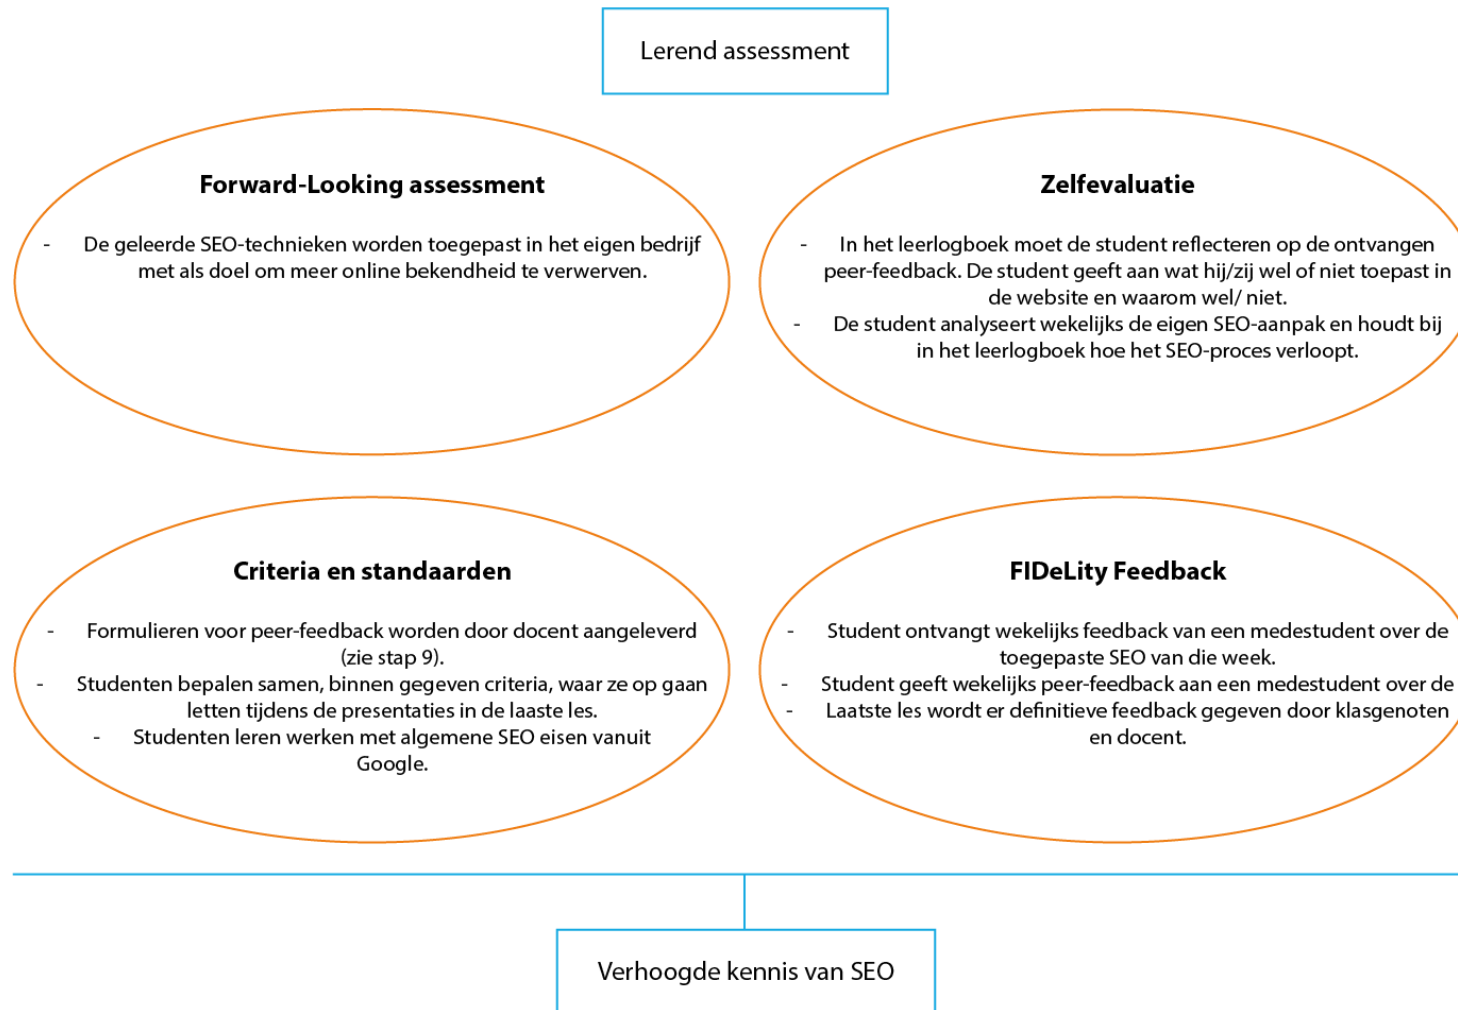 Lerend assessment
Forward-Looking assessment
- De geleerde SEO-technieken worden toegepast in het eigen bedrijf
met als doel om meer online bekendheid te verwerven.
Zelfevaluatie
- In het leerlogboek moet de student reflecteren op de ontvangen
peer-feedback. De student geeft aan wat hij/zij wel of niet toepast in
de website en waarom wel/ niet.
- De student analyseert wekelijks de eigen SEO-aanpak en houdt bij
in het leerlogboek hoe het SEO-proces verloopt.
Criteria en standaarden
- Formulieren voor peer-feedback worden door docent aangeleverd
(zie stap 9).
- Studenten bepalen samen, binnen gegeven criteria, waar ze op gaan
letten tijdens de presentaties in de laaste les.
- Studenten leren werken met algemene SEO eisen vanuit
Google.
FIDeLity Feedback
- Student ontvangt wekelijks feedback van een medestudent over de
toegepaste SEO van die week.
- Student geeft wekelijks peer-feedback aan een medestudent over de
- Laatste les wordt er definitieve feedback gegeven door klasgenoten
en docent.
Verhoogde kennis van SEO